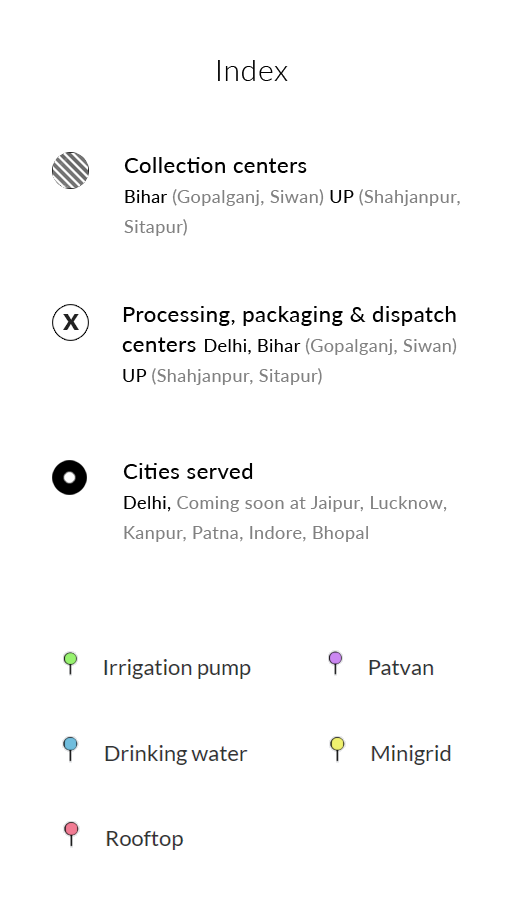 Index
Collection centers
Bihar (Gopalganj, Siwan) UP (Shahjanpur,
Sitapur)
X
Processing, packaging & dispatch
centers Delhi, Bihar (Gopalganj, Siwan)
UP (Shahjanpur, Sitapur)
Cities served
Delhi, Coming soon at Jaipur, Lucknow,
Kanpur, Patna, Indore, Bhopal
Irrigation pump
Patvan
Drinking water
Minigrid
Rooftop